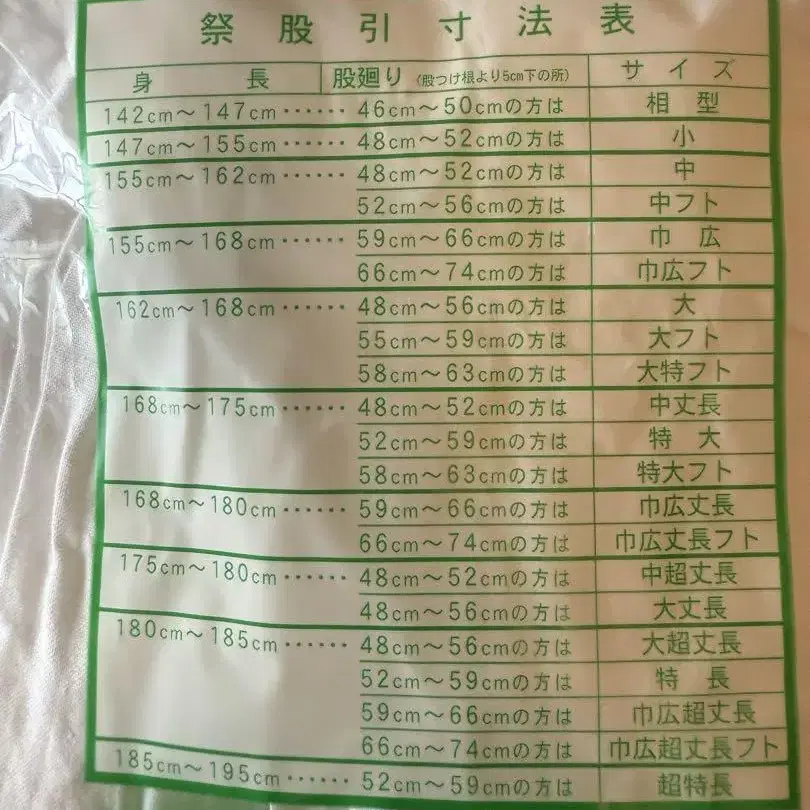 祭股引寸法表
身長 股廻り（股つけ根より5cm下の所） サイズ
142cm～147cm…… 46cm～50cmの方は 相型
147cm～155cm…… 48cm～52cmの方は 小
155cm～162cm…… 48cm～52cmの方は 中
52cm～56cmの方は 中フト
155cm～168cm…… 59cm～66cmの方は 巾広
66cm～74cmの方は 巾広フト
162cm～168cm…… 48cm～56cmの方は 大
55cm～59cmの方は 大フト
58cm～63cmの方は 大特フト
168cm～175cm…… 48cm～52cmの方は 中丈長
52cm～59cmの方は 特大
58cm～63cmの方は 特大フト
168cm～180cm…… 59cm～66cmの方は 巾広丈長
66cm～74cmの方は 巾広丈長フト
175cm～180cm…… 48cm～52cmの方は 中超丈長
48cm～56cmの方は 大丈長
180cm～185cm…… 48cm～56cmの方は 大超丈長
52cm～59cmの方は 特長
59cm～66cmの方は 巾広超丈長
66cm～74cmの方は 巾広超丈長フト
185cm～195cm…… 52cm～59cmの方は 超特長